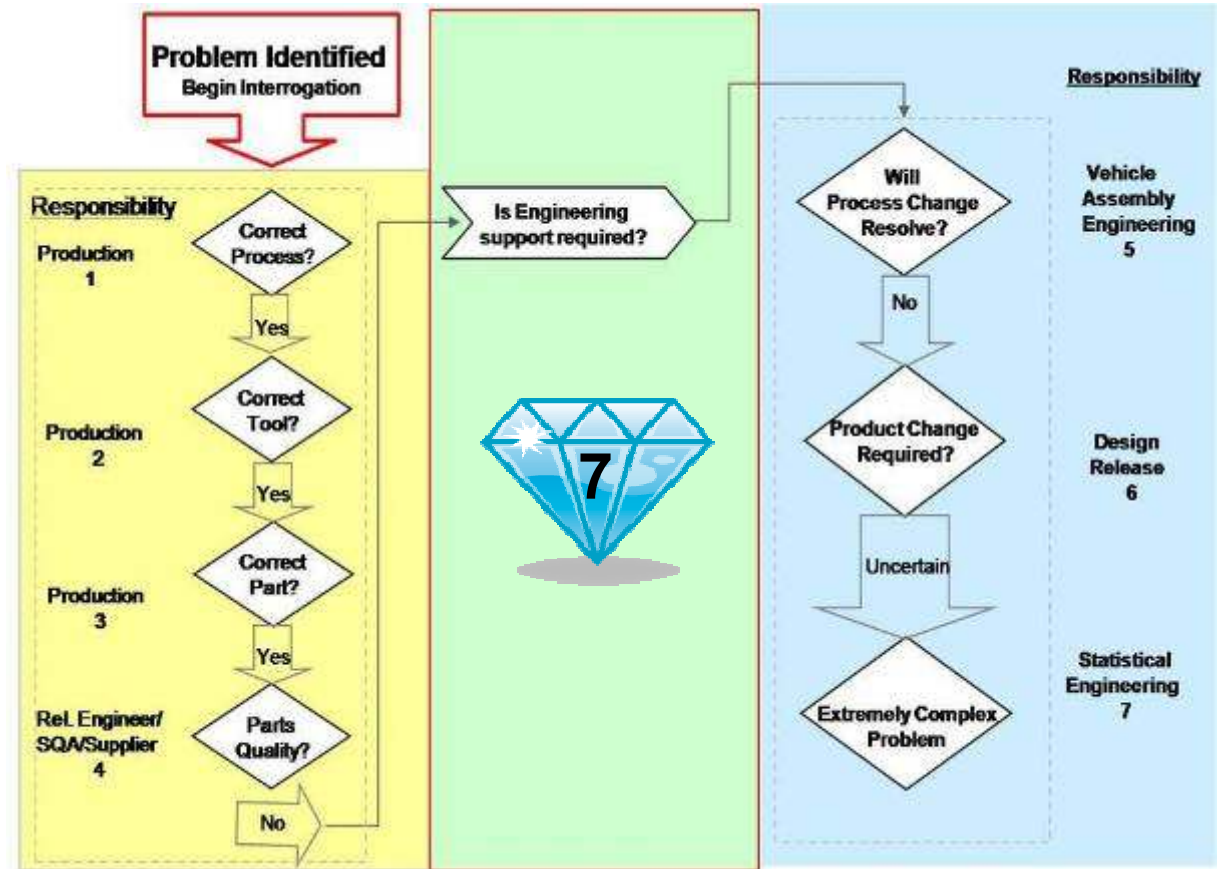 Problem Identified
Begin Interrogation
Responsibility
Production
1
Correct
Process?
Yes
Production
2
Correct
Tool?
Yes
Production
3
Correct
Part?
Yes
Rel. Engineer/
SQA/Supplier
4
Parts
Quality?
No
Is Engineering
support required?
7
Responsibility
Will
Process Change
Resolve?
Vehicle
Assembly
Engineering
5
No
Product Change
Required?
Design
Release
6
Uncertain
Extremely Complex
Problem
Statistical
Engineering
7